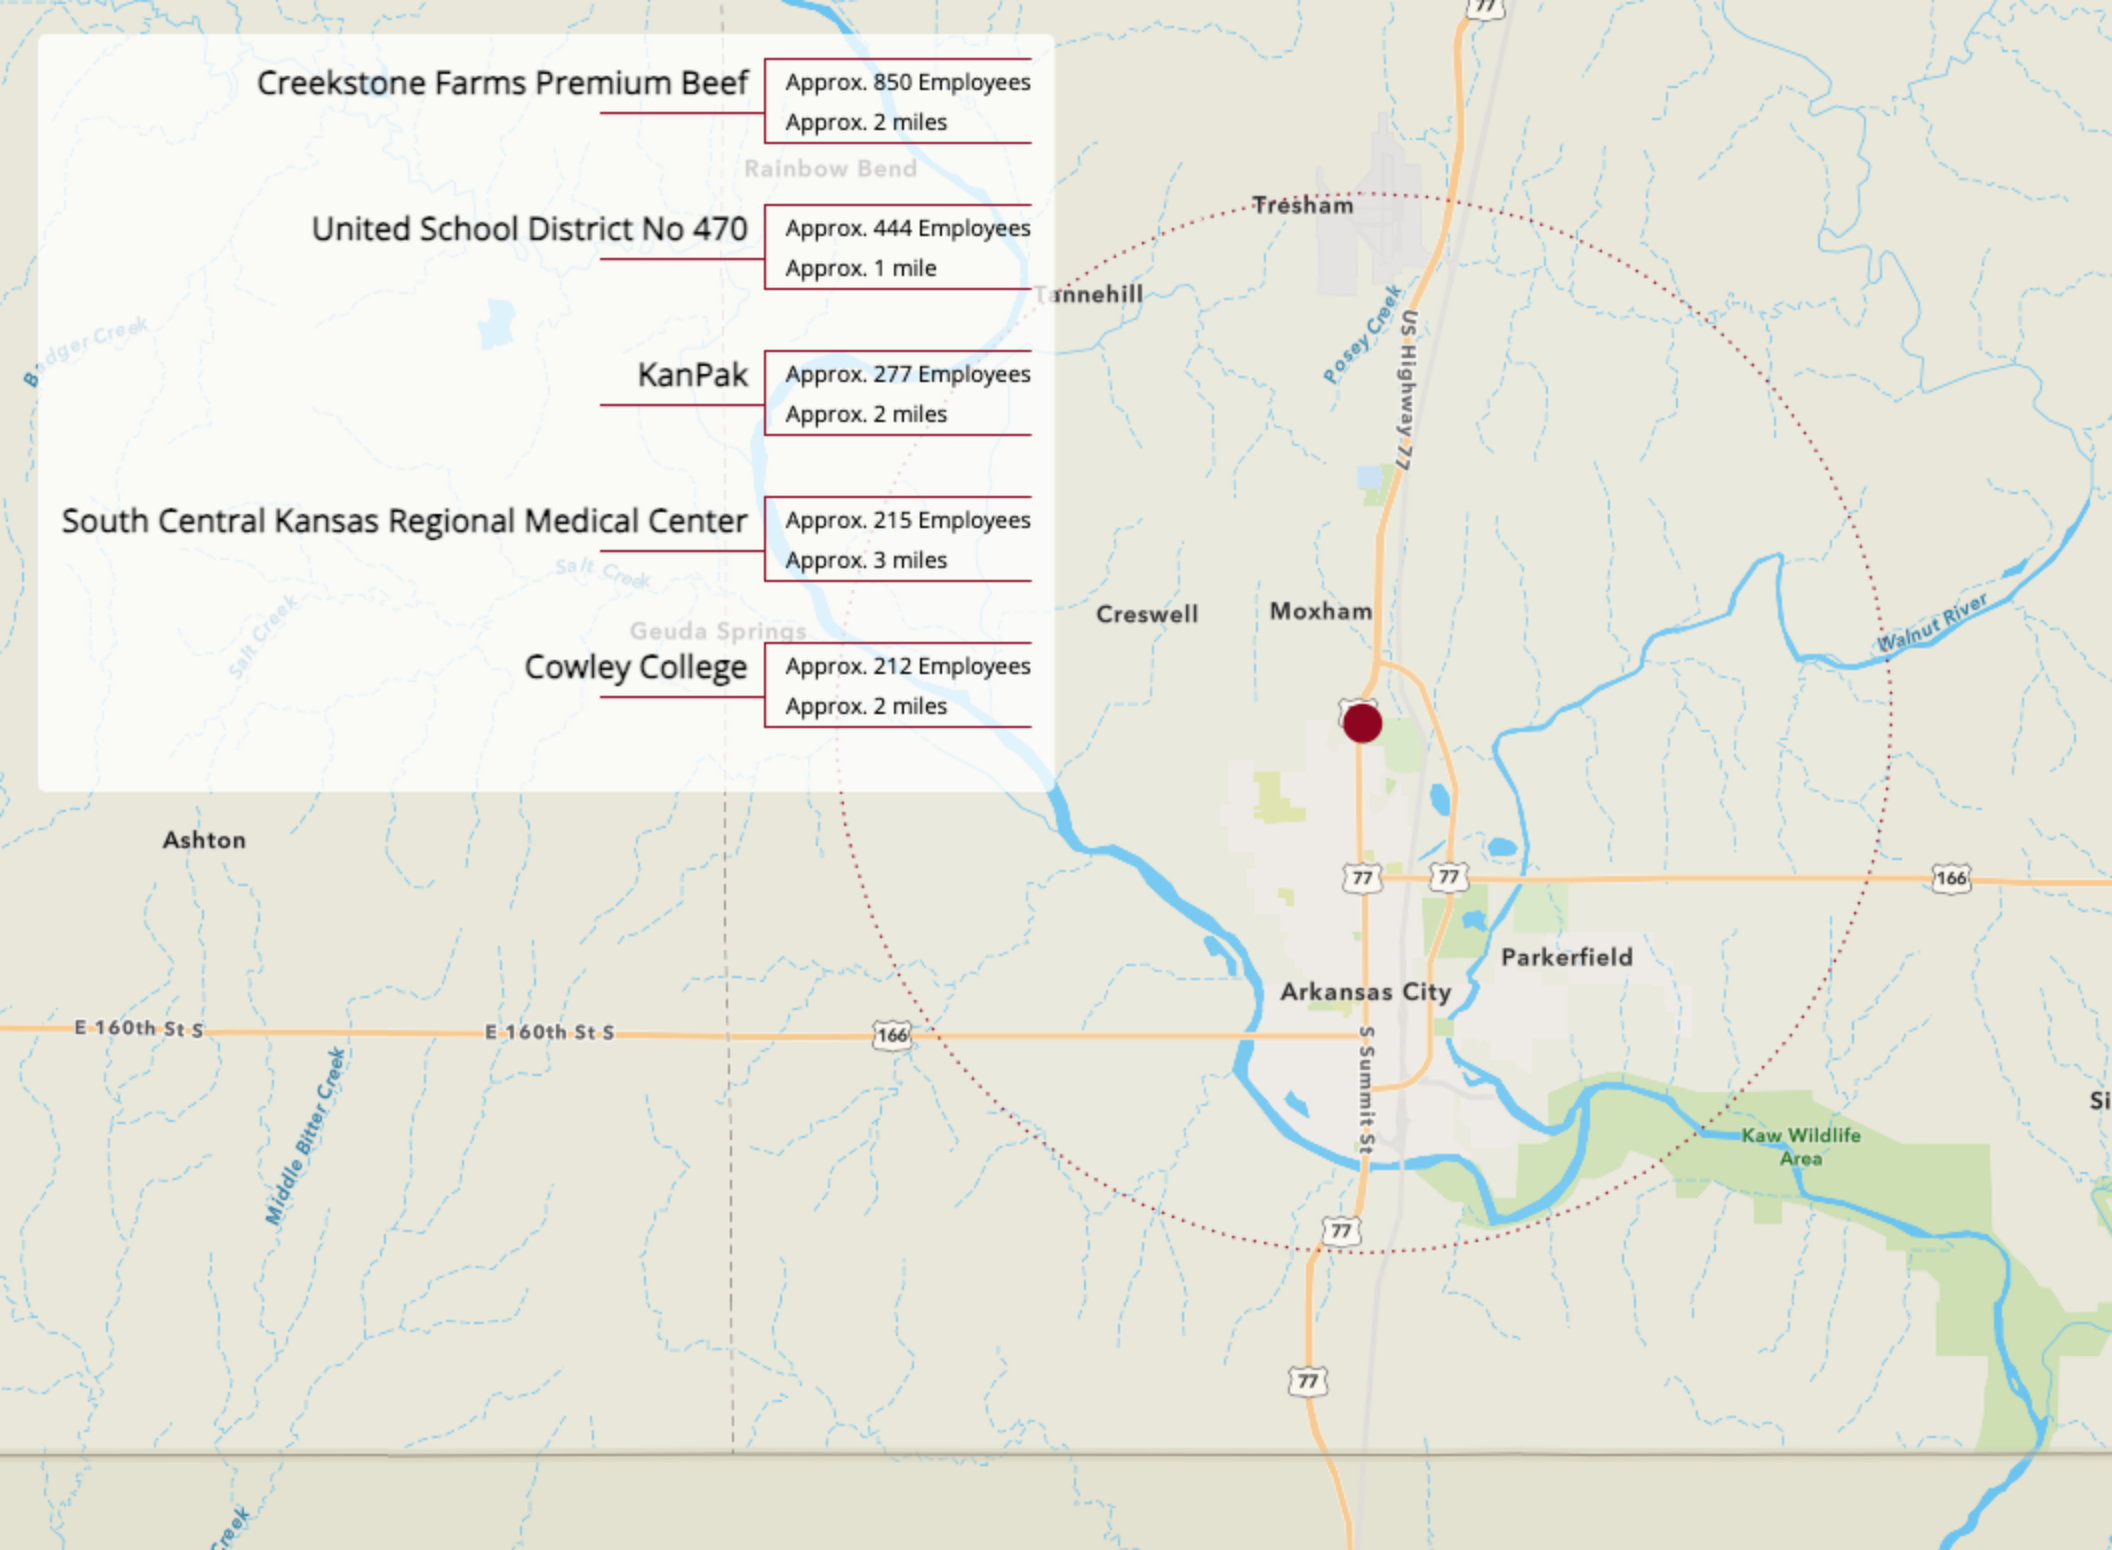 77
Creekstone Farms Premium Beef
Approx. 850 Employees
Approx. 2 miles
Rainbow Bend
Tresham
United School District No 470
Approx. 444 Employees
Approx. 1 mile
Tannehill
Badger Creek
Posey Creek
US Highway 77
KanPak
Approx. 277 Employees
Approx. 2 miles
South Central Kansas Regional Medical Center
Approx. 215 Employees
Approx. 3 miles
Salt Creek
Salt Creek
Creswell
Moxham
Walnut River
Geuda Springs
Cowley College
Approx. 212 Employees
Approx. 2 miles
Ashton
77
77
166
Parkerfield
Arkansas City
E 160th St S
E 160th St S
166
S Summit St
Middle Bitter Creek
Si
Kaw Wildlife
Area
77
77
Creek